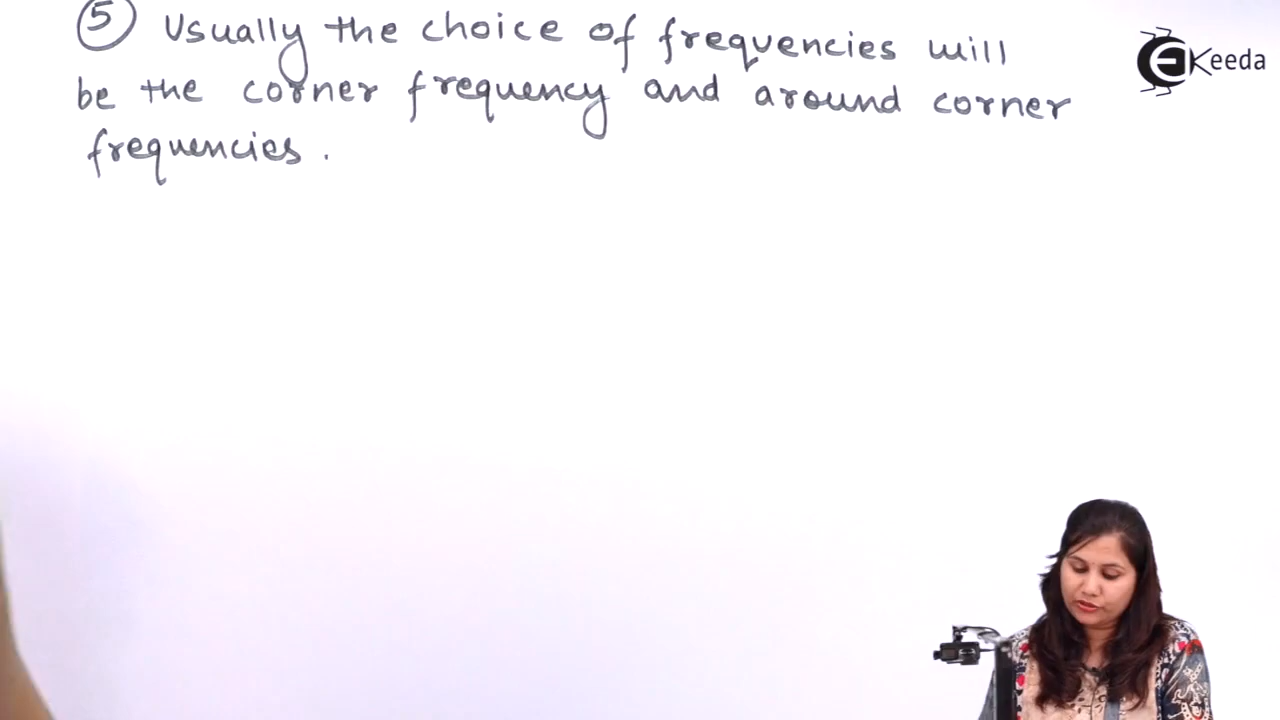 5 Usually the choice of frequencies will
be the corner frequency and around corner
frequencies.
EKeeda